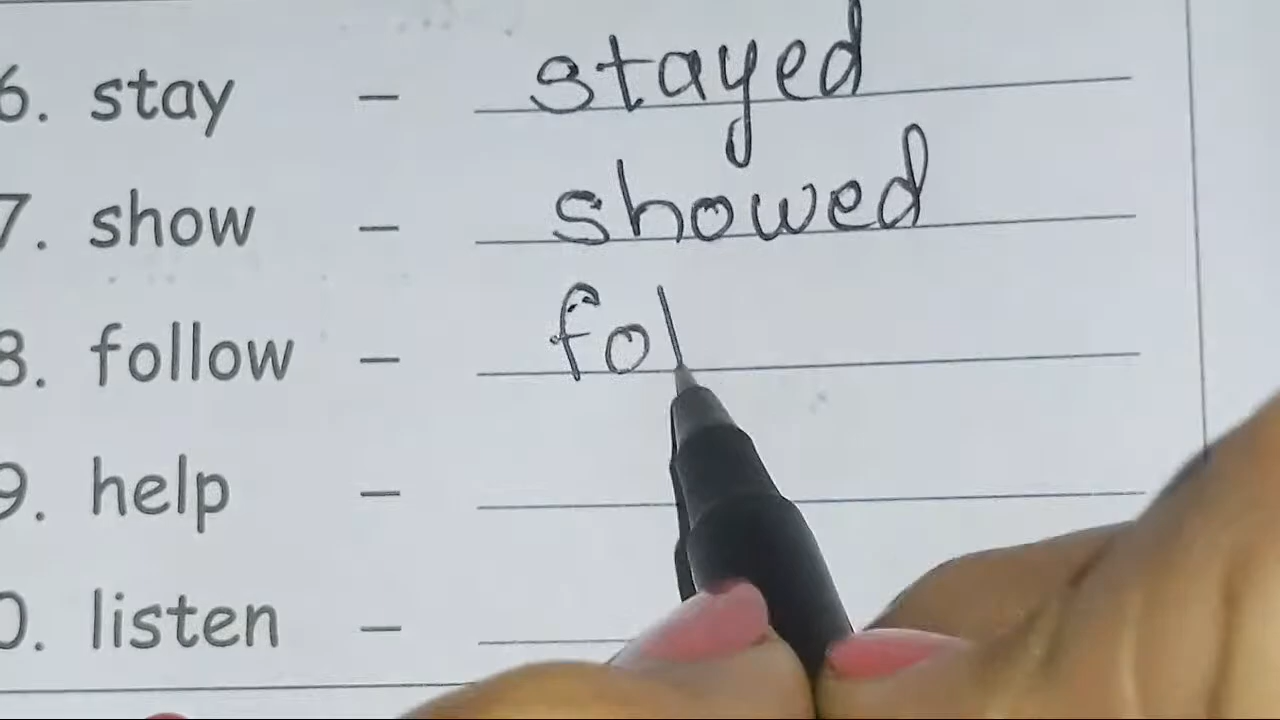 6. stay - stayed
7. show - showed
8. follow - fol
9. help -
0. listen -